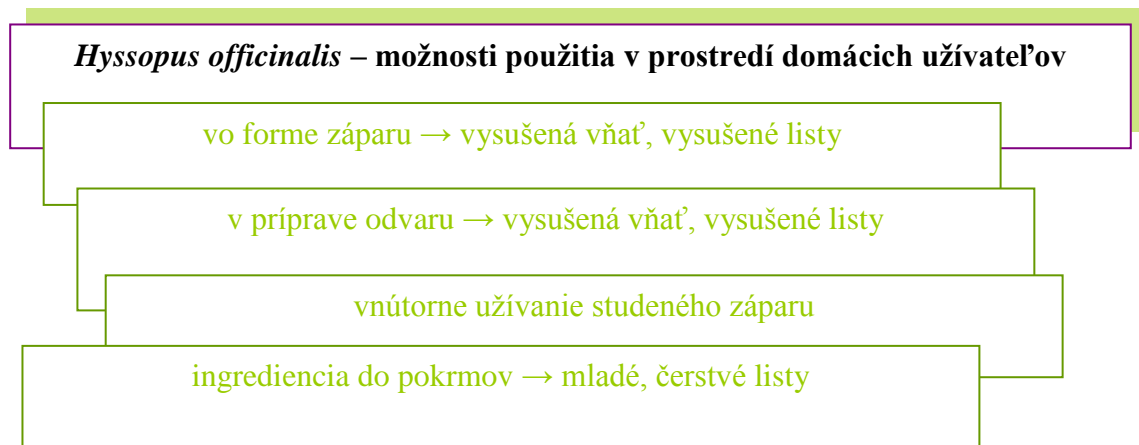 Hyssopus officinalis – možnosti použitia v prostredí domácich užívateľov
vo forme záparu → vysušená vňať, vysušené listy
v príprave odvaru → vysušená vňať, vysušené listy
vnútorne užívanie studeného záparu
ingrediencia do pokrmov → mladé, čerstvé listy